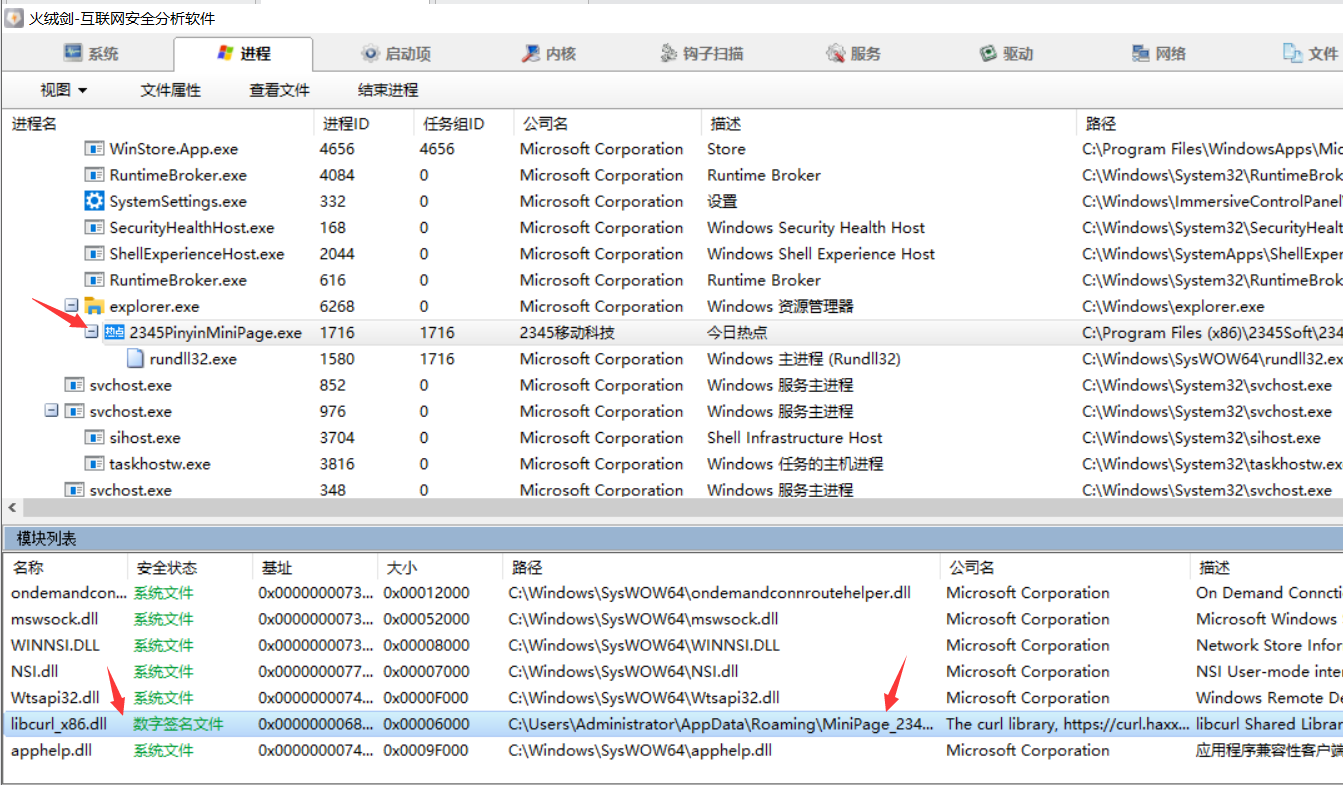 火绒剑-互联网安全分析软件
系统 进程 启动项 内核 钩子扫描 服务 驱动 网络 文件
视图 文件属性 查看文件 结束进程
进程名 进程ID 任务组ID 公司名 描述 路径
WinStore.App.exe 4656 4656 Microsoft Corporation Store C:\Program Files\WindowsApps\Mic
RuntimeBroker.exe 4084 0 Microsoft Corporation Runtime Broker C:\Windows\System32\RuntimeBrok
SystemSettings.exe 332 0 Microsoft Corporation 设置 C:\Windows\ImmersiveControlPanel\
SecurityHealthHost.exe 168 0 Microsoft Corporation Windows Security Health Host C:\Windows\System32\SecurityHealt
ShellExperienceHost.exe 2044 0 Microsoft Corporation Windows Shell Experience Host C:\Windows\SystemApps\ShellExper
RuntimeBroker.exe 616 0 Microsoft Corporation Runtime Broker C:\Windows\System32\RuntimeBrok
explorer.exe 6268 0 Microsoft Corporation Windows 资源管理器 C:\Windows\explorer.exe
热点 2345PinyinMiniPage.exe 1716 1716 2345移动科技 今日热点 C:\Program Files (x86)\2345Soft\234
rundll32.exe 1580 1716 Microsoft Corporation Windows 主进程 (Rundll32) C:\Windows\SysWOW64\rundll32.ex
svchost.exe 852 0 Microsoft Corporation Windows 服务主进程 C:\Windows\System32\svchost.exe
svchost.exe 976 0 Microsoft Corporation Windows 服务主进程 C:\Windows\System32\svchost.exe
sihost.exe 3704 0 Microsoft Corporation Shell Infrastructure Host C:\Windows\System32\sihost.exe
taskhostw.exe 3816 0 Microsoft Corporation Windows 任务的主机进程 C:\Windows\System32\taskhostw.ex
svchost.exe 348 0 Microsoft Corporation Windows 服务主进程 C:\Windows\System32\svchost.exe
模块列表
名称 安全状态 基址 大小 路径 公司名 描述
ondemandcon... 系统文件 0x0000000073... 0x00012000 C:\Windows\SysWOW64\ondemandconnroutehelper.dll Microsoft Corporation On Demand Conncti
mswsock.dll 系统文件 0x0000000073... 0x00052000 C:\Windows\SysWOW64\mswsock.dll Microsoft Corporation Microsoft Windows
WINNSI.DLL 系统文件 0x0000000073... 0x00008000 C:\Windows\SysWOW64\WINNSI.DLL Microsoft Corporation Network Store Infor
NSI.dll 系统文件 0x0000000077... 0x00007000 C:\Windows\SysWOW64\NSI.dll Microsoft Corporation NSI User-mode inte
Wtsapi32.dll 系统文件 0x0000000074... 0x0000F000 C:\Windows\SysWOW64\Wtsapi32.dll Microsoft Corporation Windows Remote De
libcurl_x86.dll 数字签名文件 0x0000000068... 0x00006000 C:\Users\Administrator\AppData\Roaming\MiniPage_234... The curl library, https://curl.haxx... libcurl Shared Librar
apphelp.dll 系统文件 0x0000000074... 0x0009F000 C:\Windows\SysWOW64\apphelp.dll Microsoft Corporation 应用程序兼容性客户端